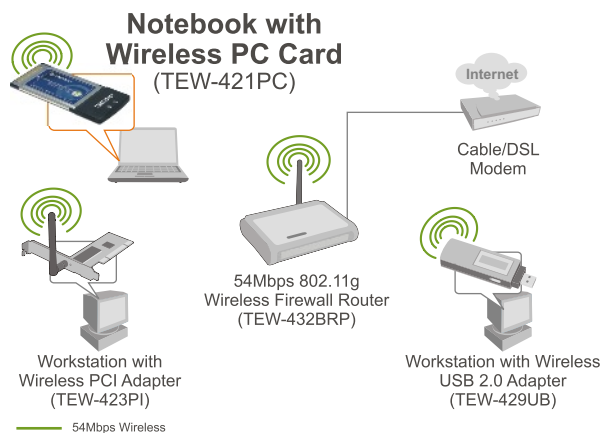 Notebook with
Wireless PC Card
(TEW-421PC)
Internet
Cable/DSL
Modem
54Mbps 802.11g
Wireless Firewall Router
(TEW-432BRP)
Workstation with
Wireless PCI Adapter
(TEW-423PI)
Workstation with Wireless
USB 2.0 Adapter
(TEW-429UB)
54Mbps Wireless